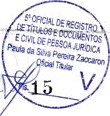 5º OFICIAL DE REGISTRO
DE TÍTULOS E DOCUMENTOS
E CIVIL DE PESSOA JURÍDICA
Paula da Silva Pereira Zaccaron
Oficial Titular
15